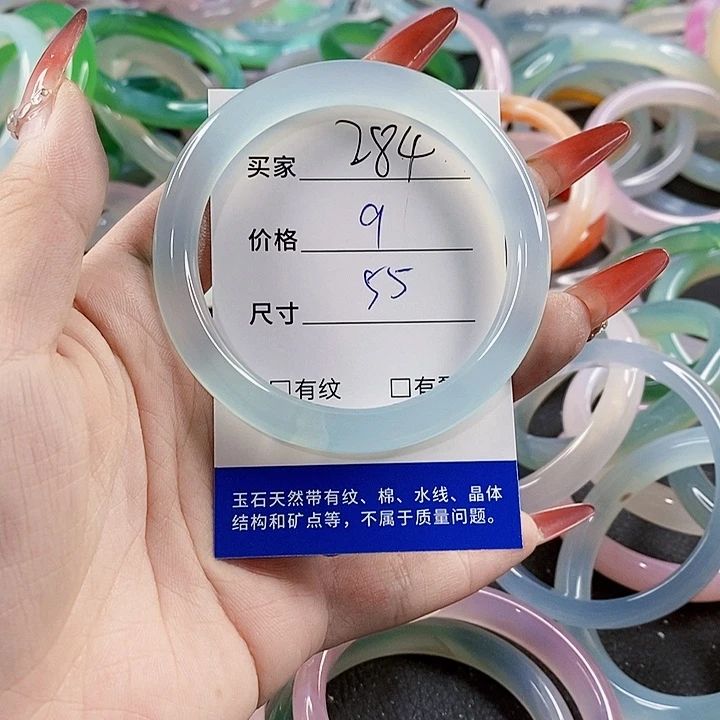 买家 284
价格 9
尺寸 55
□有纹 □有
玉石天然带有纹、棉、水线、晶体
结构和矿点等，不属于质量问题。